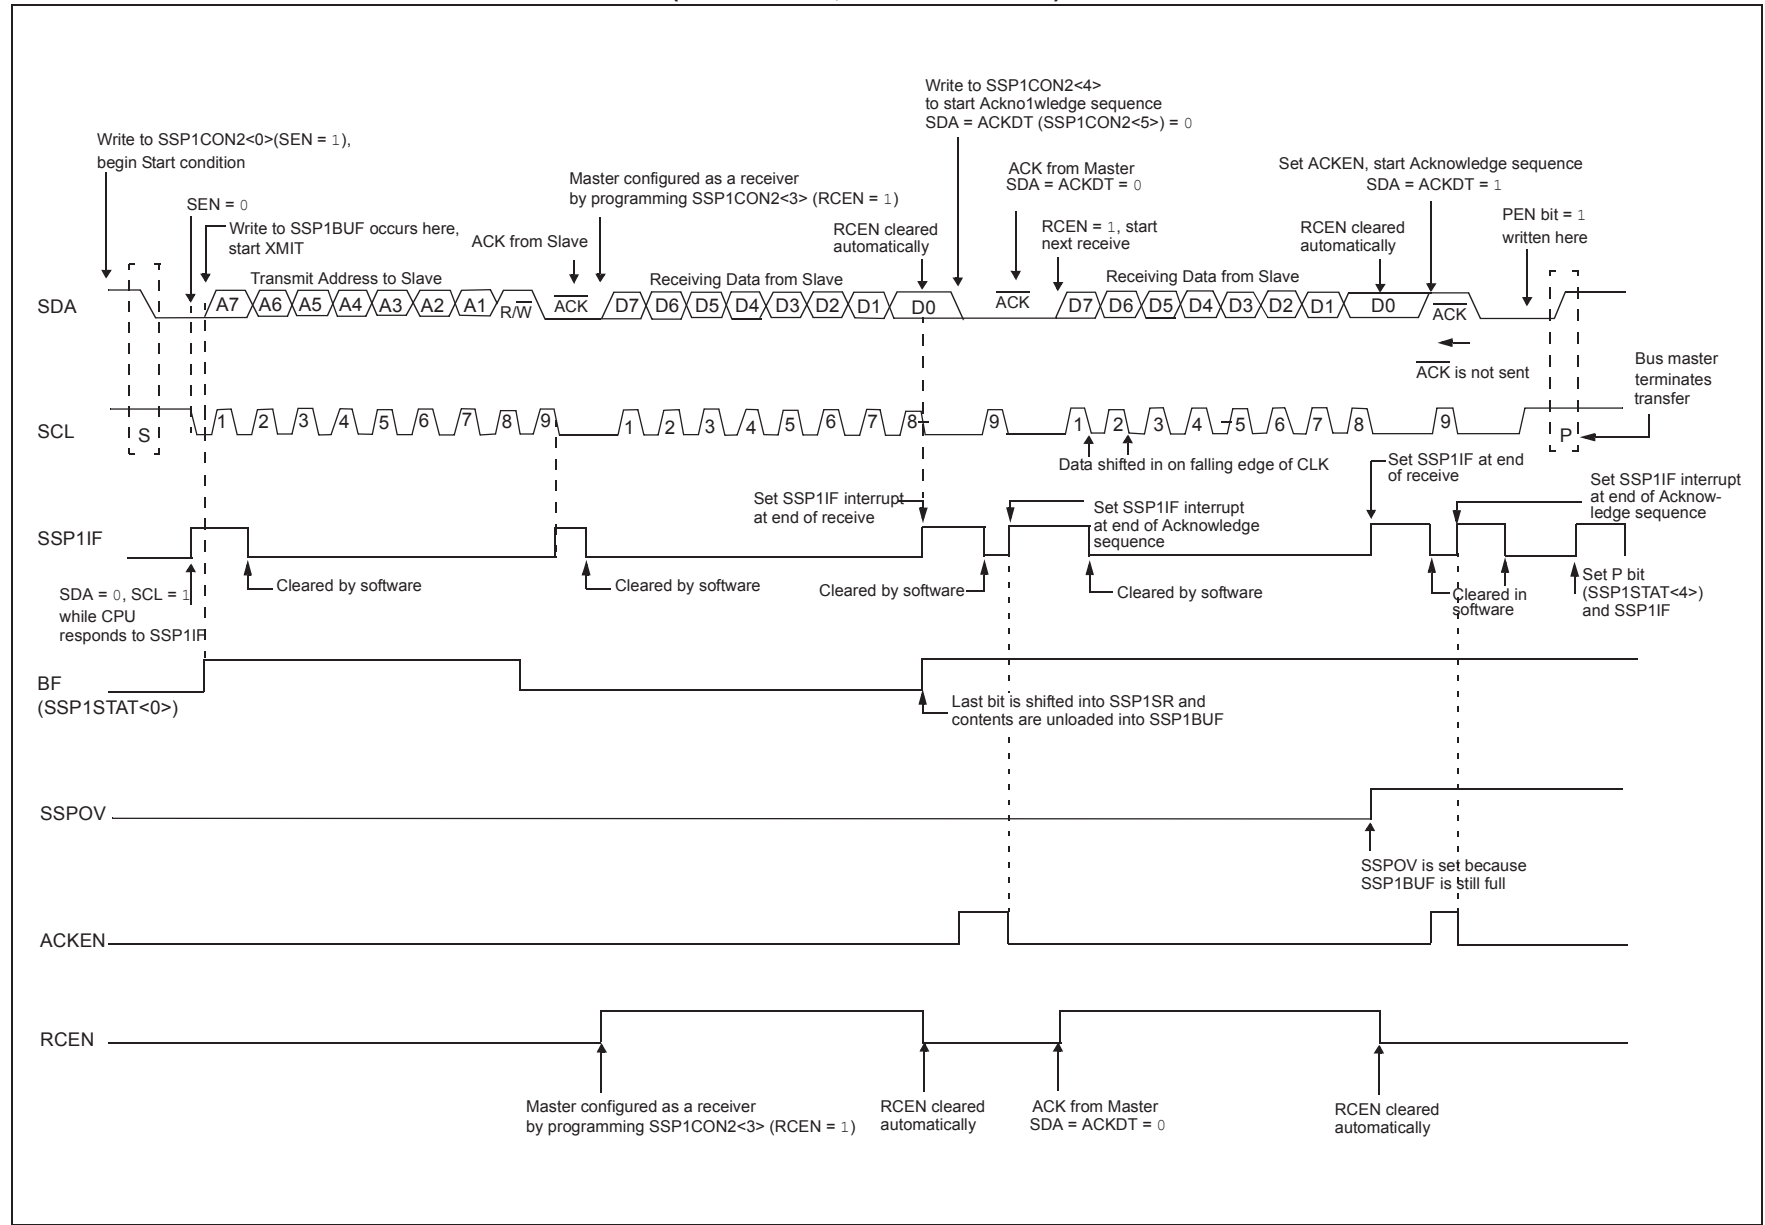 Write to SSP1CON2<4>
to start Ackno1wledge sequence
SDA = ACKDT (SSP1CON2<5>) = 0
Write to SSP1CON2<0>(SEN = 1),
begin Start condition
ACK from Master
SDA = ACKDT = 0
Set ACKEN, start Acknowledge sequence
SDA = ACKDT = 1
Master configured as a receiver
by programming SSP1CON2<3> (RCEN = 1)
SEN = 0
Write to SSP1BUF occurs here,
start XMIT
ACK from Slave
RCEN cleared
automatically
RCEN = 1, start
next receive
RCEN cleared
automatically
PEN bit = 1
written here
Transmit Address to Slave
Receiving Data from Slave
Receiving Data from Slave
SDA
A7 A6 A5 A4 A3 A2 A1 R/W ACK D7 D6 D5 D4 D3 D2 D1 D0 ACK D7 D6 D5 D4 D3 D2 D1 D0 ACK
ACK is not sent
Bus master
terminates
transfer
SCL
S 1 2 3 4 5 6 7 8 9 1 2 3 4 5 6 7 8 9 1 2 3 4 5 6 7 8 9 P
Data shifted in on falling edge of CLK
Set SSP1IF interrupt
at end of receive
Set SSP1IF interrupt
at end of Acknowledge
sequence
Set SSP1IF at end
of receive
Set SSP1IF interrupt
at end of Acknow-
ledge sequence
SSP1IF
SDA = 0, SCL = 1
while CPU
responds to SSP1IF
Cleared by software
Cleared by software
Cleared by software
Cleared by software
Cleared in
software
Set P bit
(SSP1STAT<4>)
and SSP1IF
BF
(SSP1STAT<0>)
Last bit is shifted into SSP1SR and
contents are unloaded into SSP1BUF
SSPOV
SSPOV is set because
SSP1BUF is still full
ACKEN
RCEN
Master configured as a receiver
by programming SSP1CON2<3> (RCEN = 1)
RCEN cleared
automatically
ACK from Master
SDA = ACKDT = 0
RCEN cleared
automatically